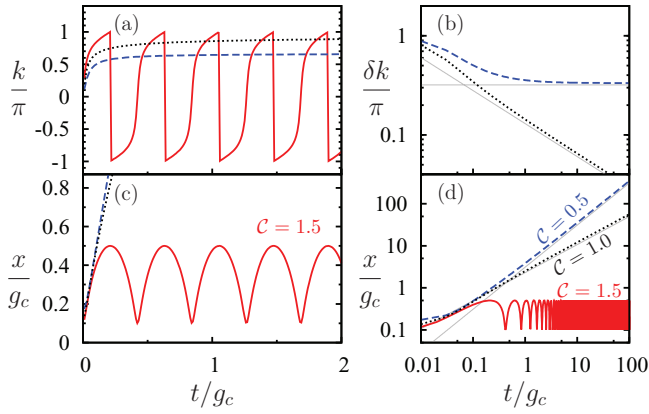 (a)
k/π
1
0.5
0
-0.5
-1
(b)
δk/π
1
0.1
(c)
x/g_c
0.8
0.6
0.4
0.2
0
C = 1.5
0 1 2
t/g_c
(d)
x/g_c
100
10
1
0.1
C = 0.5
C = 1.0
C = 1.5
0.01 0.1 1 10 100
t/g_c